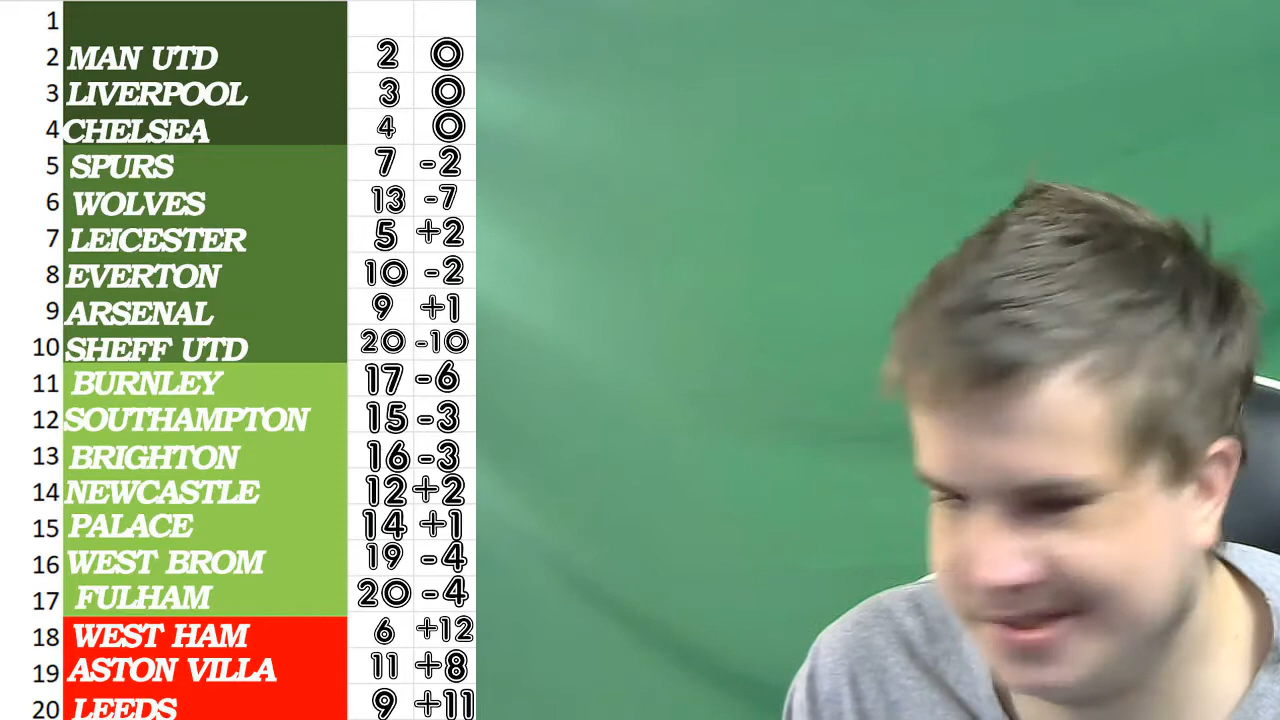 1
2 MAN UTD 2 0
3 LIVERPOOL 3 0
4 CHELSEA 4 0
5 SPURS 7 -2
6 WOLVES 13 -7
7 LEICESTER 5 +2
8 EVERTON 10 -2
9 ARSENAL 9 +1
10 SHEFF UTD 20 -10
11 BURNLEY 17 -6
12 SOUTHAMPTON 15 -3
13 BRIGHTON 16 -3
14 NEWCASTLE 12 +2
15 PALACE 14 +1
16 WEST BROM 19 -4
17 FULHAM 20 -4
18 WEST HAM 6 +12
19 ASTON VILLA 11 +8
20 LEEDS 9 +11